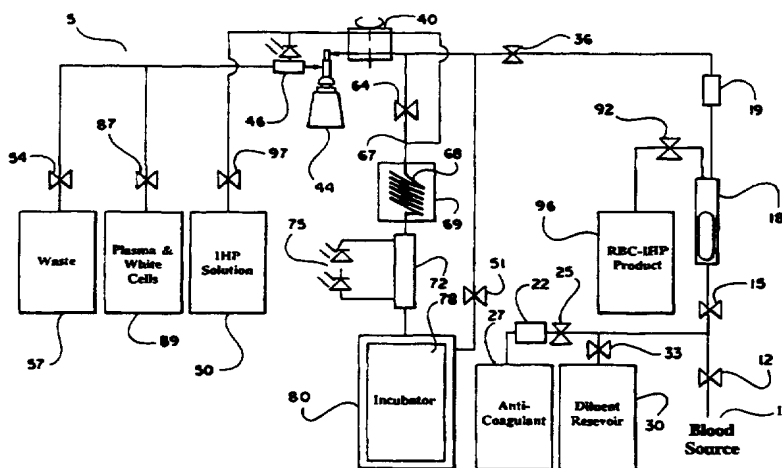 5
40
36
64
19
46
92
87
67
68
54
97
44
69
18
96
RBC-IHP
Product
75
Waste
Plasma &
White
Cells
IHP
Solution
72
51
22
25
15
78
27
33
12
57
89
50
80
Incubator
Anti-
Coagulant
Diluent
Resevoir
30
1
Blood
Source